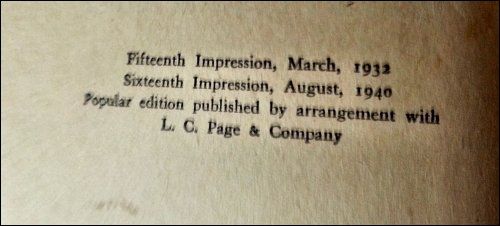 Fifteenth Impression, March, 1932
Sixteenth Impression, August, 1940
Popular edition published by arrangement with
L. C. Page & Company